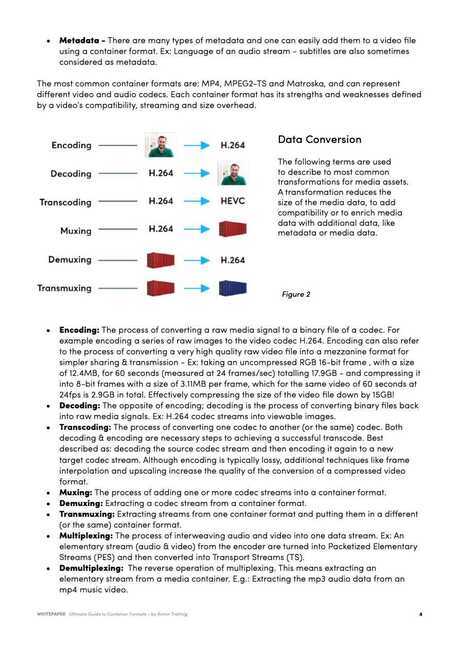 • Metadata - There are many types of metadata and one can easily add them to a video file
using a container format. Ex: Language of an audio stream - subtitles are also sometimes
considered as metadata.
The most common container formats are: MP4, MPEG2-TS and Matroska, and can represent
different video and audio codecs. Each container format has its strengths and weaknesses defined
by a video's compatibility, streaming and size overhead.
Encoding H.264
Decoding H.264
Transcoding H.264 HEVC
Muxing H.264
Demuxing H.264
Transmuxing
Data Conversion
The following terms are used
to describe to most common
transformations for media assets.
A transformation reduces the
size of the media data, to add
compatibility or to enrich media
data with additional data, like
metadata or media data.
Figure 2
• Encoding: The process of converting a raw media signal to a binary file of a codec. For
example encoding a series of raw images to the video codec H.264. Encoding can also refer
to the process of converting a very high quality raw video file into a mezzanine format for
simpler sharing & transmission - Ex: taking an uncompressed RGB 16-bit frame , with a size
of 12.4MB, for 60 seconds (measured at 24 frames/sec) totalling 17.9GB - and compressing it
into 8-bit frames with a size of 3.11MB per frame, which for the same video of 60 seconds at
24fps is 2.9GB in total. Effectively compressing the size of the video file down by 15GB!
• Decoding: The opposite of encoding; decoding is the process of converting binary files back
into raw media signals. Ex: H.264 codec streams into viewable images.
• Transcoding: The process of converting one codec to another (or the same) codec. Both
decoding & encoding are necessary steps to achieving a successful transcode. Best
described as: decoding the source codec stream and then encoding it again to a new
target codec stream. Although encoding is typically lossy, additional techniques like frame
interpolation and upscaling increase the quality of the conversion of a compressed video
format.
• Muxing: The process of adding one or more codec streams into a container format.
• Demuxing: Extracting a codec stream from a container format.
• Transmuxing: Extracting streams from one container format and putting them in a different
(or the same) container format.
• Multiplexing: The process of interweaving audio and video into one data stream. Ex: An
elementary stream (audio & video) from the encoder are turned into Packetized Elementary
Streams (PES) and then converted into Transport Streams (TS).
• Demultiplexing: The reverse operation of multiplexing. This means extracting an
elementary stream from a media container. E.g.: Extracting the mp3 audio data from an
mp4 music video.
WHITEPAPER Ultimate Guide to Container Formats - by Armin Trattnig 4